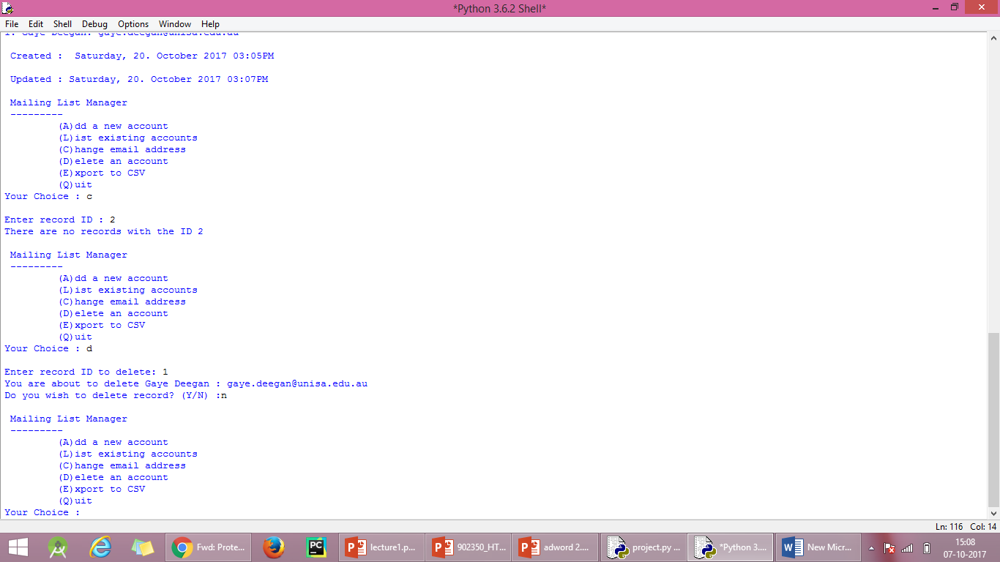 *Python 3.6.2 Shell*
File Edit Shell Debug Options Window Help
1. Gaye Deegan: gaye.deegan@unisa.edu.au
Created :  Saturday, 20. October 2017 03:05PM
Updated : Saturday, 20. October 2017 03:07PM
Mailing List Manager
---------
(A)dd a new account
(L)ist existing accounts
(C)hange email address
(D)elete an account
(E)xport to CSV
(Q)uit
Your Choice : c
Enter record ID : 2
There are no records with the ID 2
Mailing List Manager
---------
(A)dd a new account
(L)ist existing accounts
(C)hange email address
(D)elete an account
(E)xport to CSV
(Q)uit
Your Choice : d
Enter record ID to delete: 1
You are about to delete Gaye Deegan : gaye.deegan@unisa.edu.au
Do you wish to delete record? (Y/N) :n
Mailing List Manager
---------
(A)dd a new account
(L)ist existing accounts
(C)hange email address
(D)elete an account
(E)xport to CSV
(Q)uit
Your Choice :
Ln: 116 Col: 14
Fwd: Prote... PC lecture1.p... 902350_HT... adword 2.... project.py ... *Python 3.... New Micr... 15:08
07-10-2017